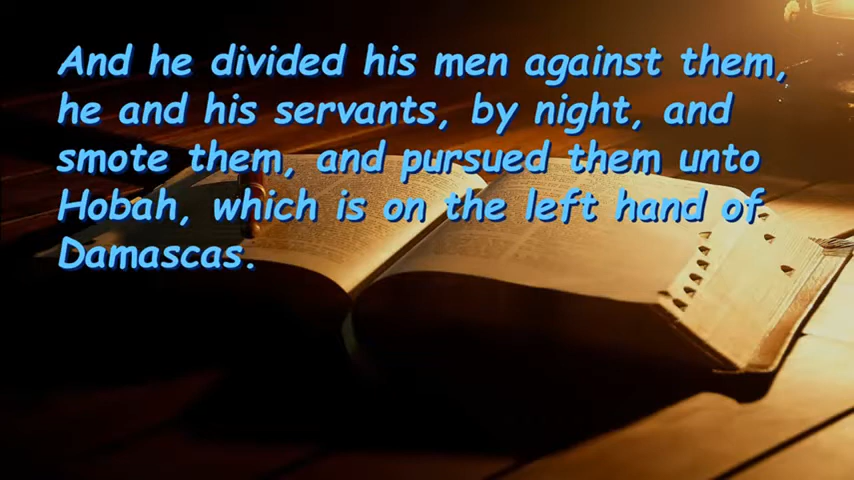 And he divided his men against them,
he and his servants, by night, and
smote them, and pursued them unto
Hobah, which is on the left hand of
Damascas.